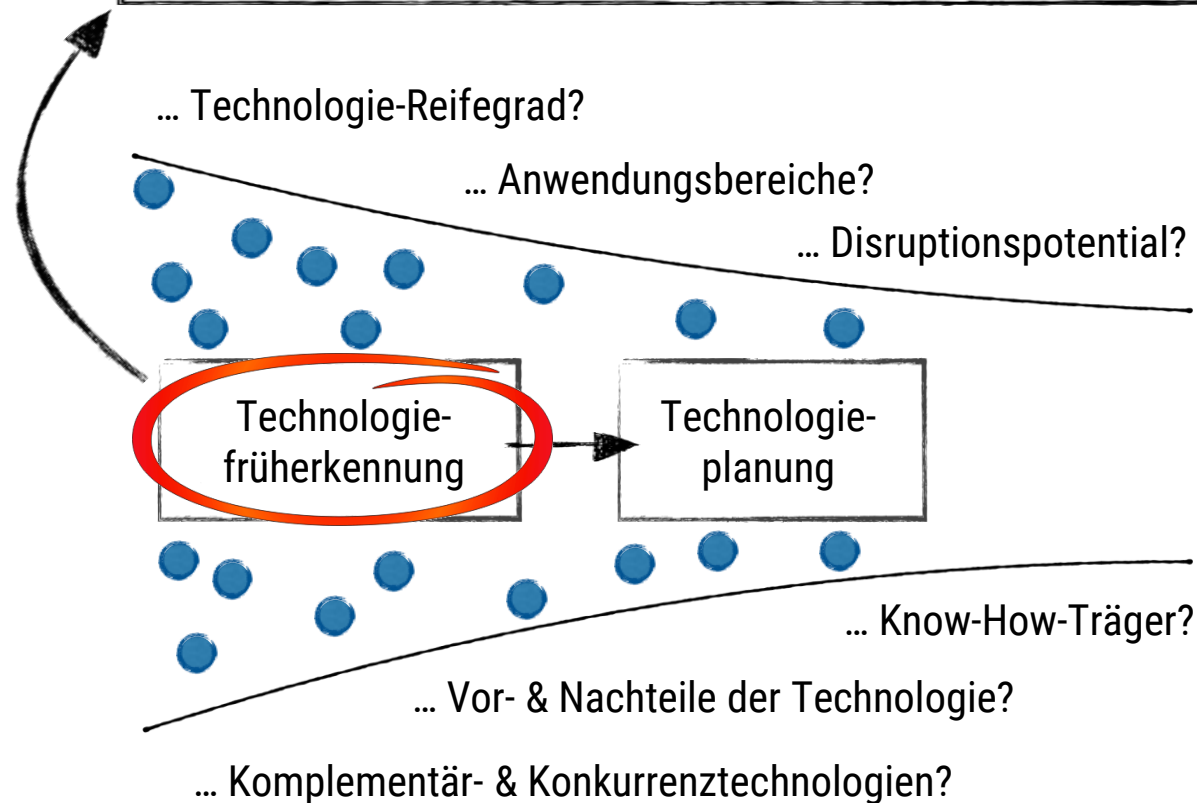 ... Technologie-Reifegrad?
... Anwendungsbereiche?
... Disruptionspotential?
Technologie-
früherkennung
Technologie-
planung
... Know-How-Träger?
... Vor- & Nachteile der Technologie?
... Komplementär- & Konkurrenztechnologien?